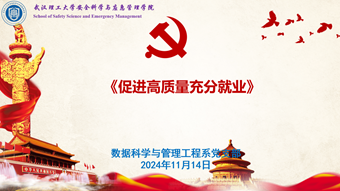 武汉理工大学安全科学与应急管理学院
School of Safety Science and Emergency Management
《促进高质量充分就业》
数据科学与管理工程系党支部
2024年11月14日